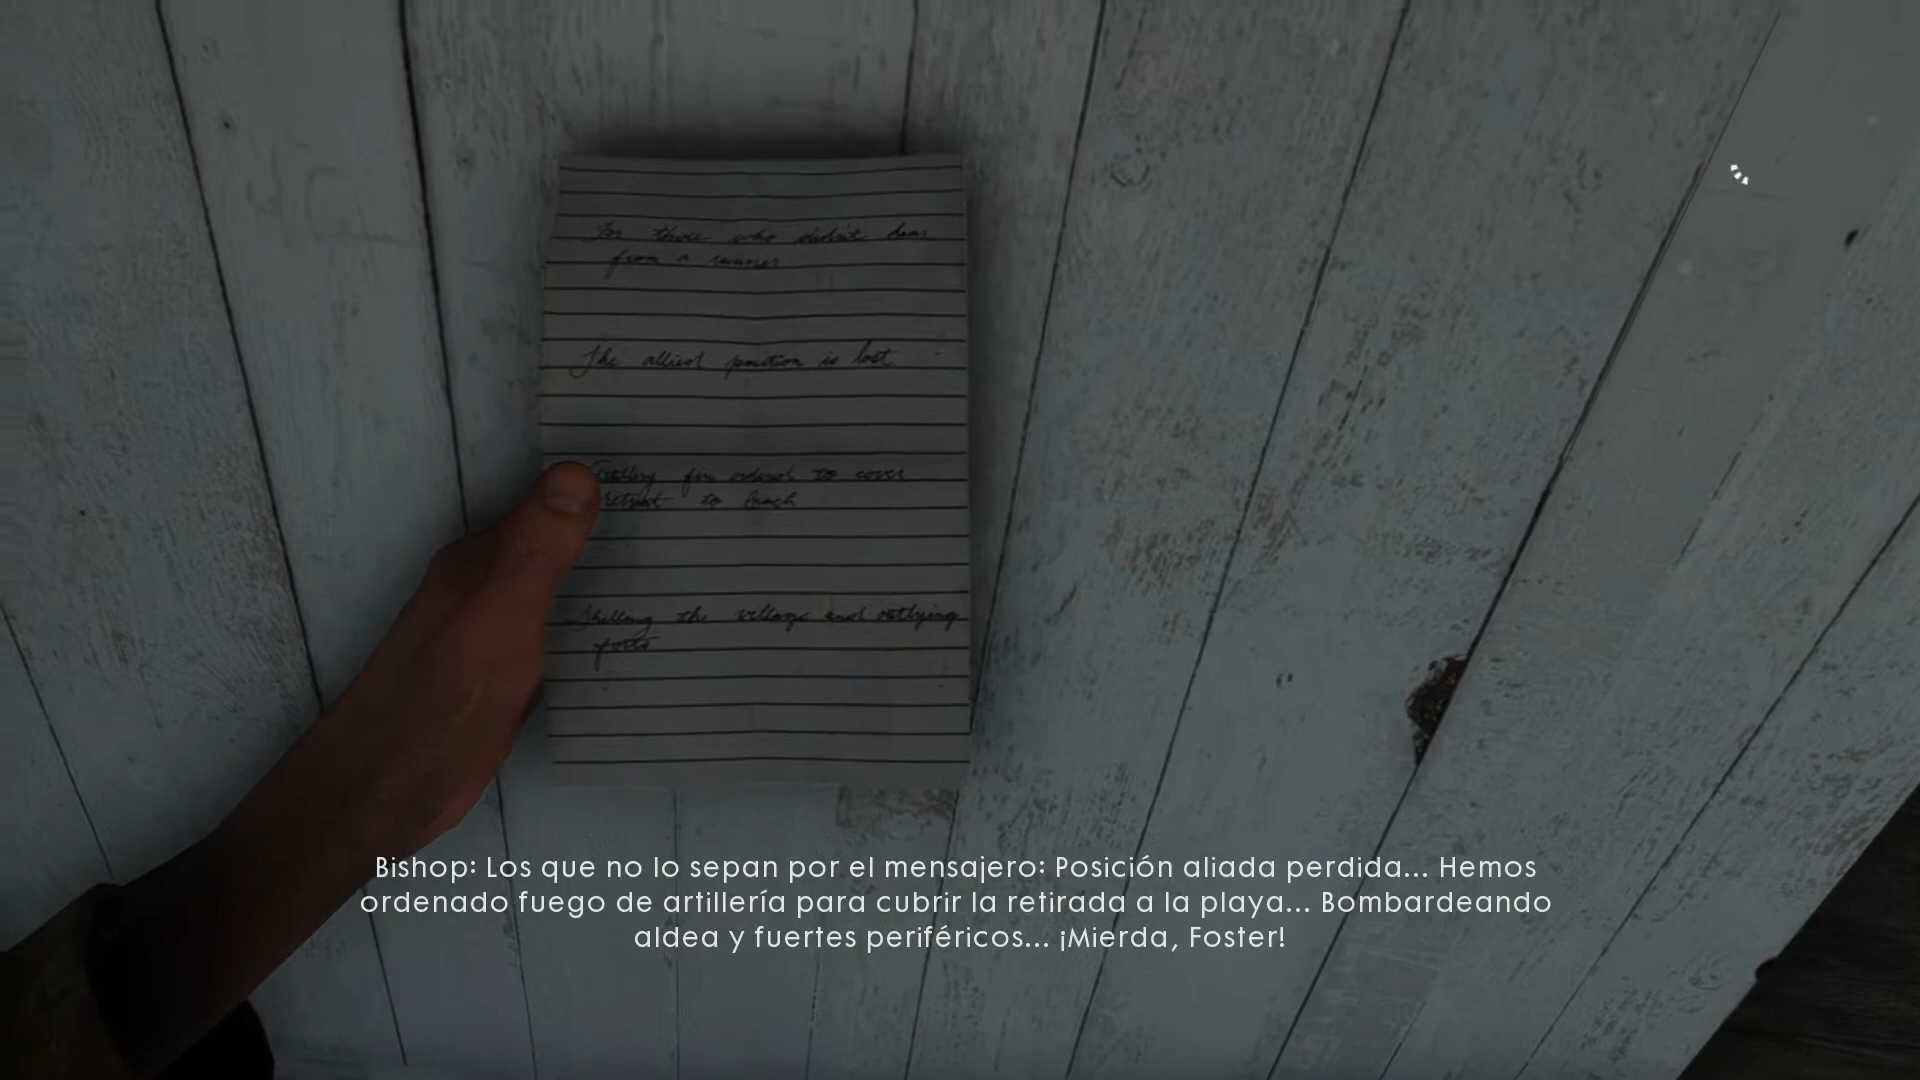 For those who didn't hear
from a runner
The allied position is lost
Artillery fire ordered to cover
retreat to beach
Shelling the village and outlying
forts
Bishop: Los que no lo sepan por el mensajero: Posición aliada perdida... Hemos
ordenado fuego de artillería para cubrir la retirada a la playa... Bombardeando
aldea y fuertes periféricos... ¡Mierda, Foster!